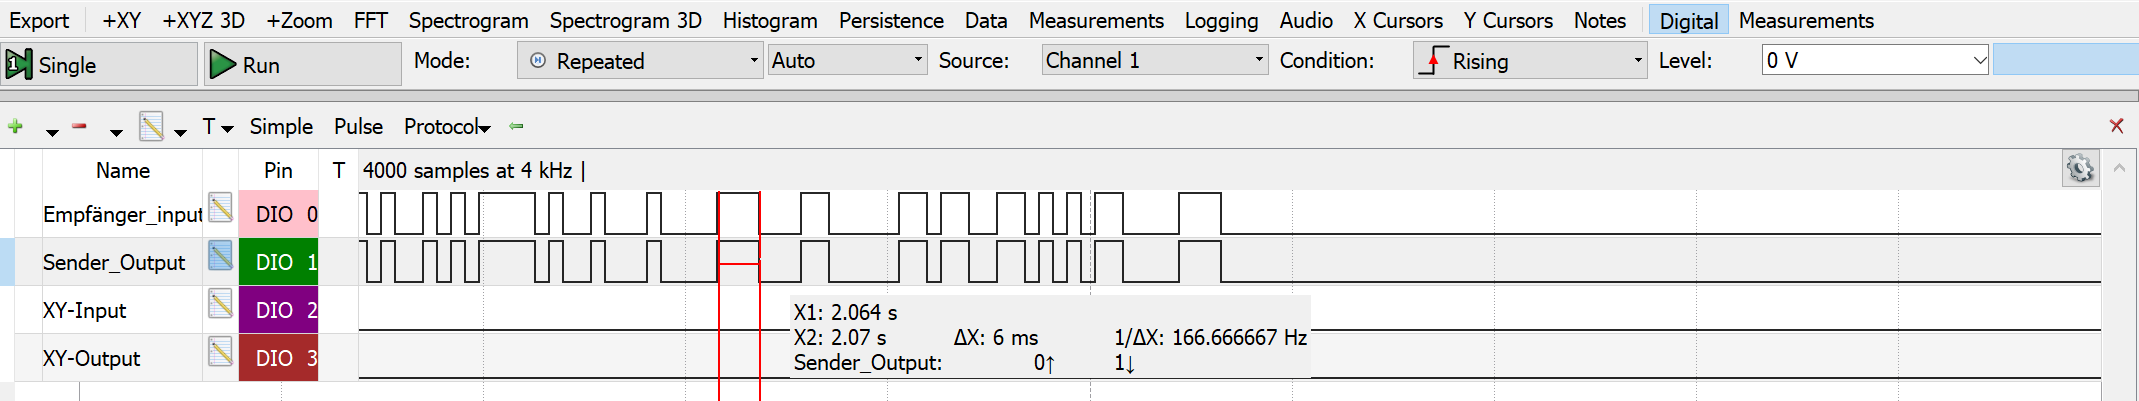 Export +XY +XYZ 3D +Zoom FFT Spectrogram Spectrogram 3D Histogram Persistence Data Measurements Logging Audio X Cursors Y Cursors Notes Digital Measurements
1 Single Run Mode: Repeated Auto Source: Channel 1 Condition: Rising Level: 0 V
T Simple Pulse Protocol
Name Pin T 4000 samples at 4 kHz |
Empfänger_input DIO 0
Sender_Output DIO 1
XY-Input DIO 2
XY-Output DIO 3
X1: 2.064 s
X2: 2.07 s ΔX: 6 ms 1/ΔX: 166.666667 Hz
Sender_Output: 0↑ 1↓